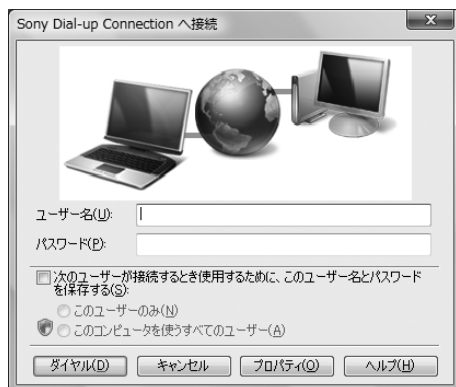 Sony Dial-up Connection へ接続
ユーザー名(U):
パスワード(P):
次のユーザーが接続するとき使用するために、このユーザー名とパスワード
を保存する(S):
このユーザーのみ(N)
このコンピュータを使うすべてのユーザー(A)
ダイヤル(D) キャンセル プロパティ(O) ヘルプ(H)